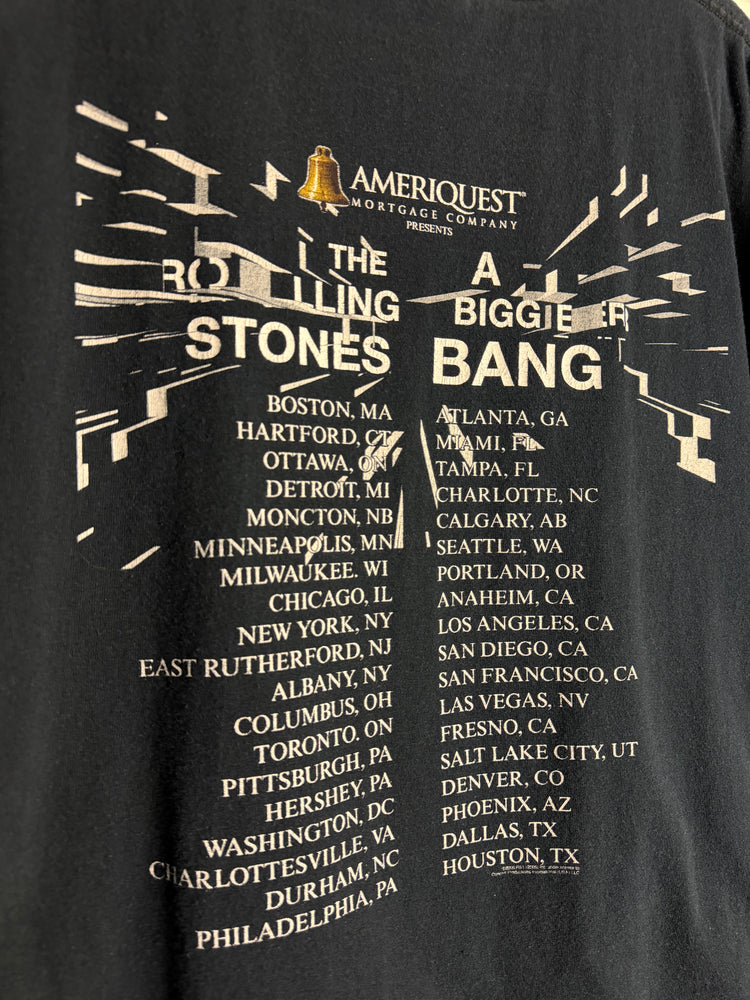 AMERIQUEST
MORTGAGE COMPANY
PRESENTS
THE
ROLLING
STONES
A
BIGGER
BANG
BOSTON, MA
HARTFORD, CT
OTTAWA, ON
DETROIT, MI
MONCTON, NB
MINNEAPOLIS, MN
MILWAUKEE. WI
CHICAGO, IL
NEW YORK, NY
EAST RUTHERFORD, NJ
ALBANY, NY
COLUMBUS, OH
TORONTO. ON
PITTSBURGH, PA
HERSHEY, PA
WASHINGTON, DC
CHARLOTTESVILLE, VA
DURHAM, NC
PHILADELPHIA, PA
ATLANTA, GA
MIAMI, FL
TAMPA, FL
CHARLOTTE, NC
CALGARY, AB
SEATTLE, WA
PORTLAND, OR
ANAHEIM, CA
LOS ANGELES, CA
SAN DIEGO, CA
SAN FRANCISCO, CA
LAS VEGAS, NV
FRESNO, CA
SALT LAKE CITY, UT
DENVER, CO
PHOENIX, AZ
DALLAS, TX
HOUSTON, TX